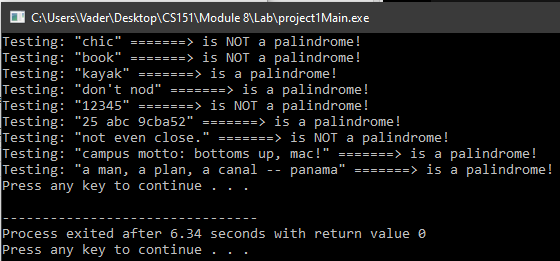 C:\Users\Vader\Desktop\CS151\Module 8\Lab\project1Main.exe
Testing: "chic" =======> is NOT a palindrome!
Testing: "book" =======> is NOT a palindrome!
Testing: "kayak" =======> is a palindrome!
Testing: "don't nod" =======> is a palindrome!
Testing: "12345" =======> is NOT a palindrome!
Testing: "25 abc 9cba52" =======> is a palindrome!
Testing: "not even close." =======> is NOT a palindrome!
Testing: "campus motto: bottoms up, mac!" =======> is a palindrome!
Testing: "a man, a plan, a canal -- panama" =======> is a palindrome!
Press any key to continue . . .
--------------------------------
Process exited after 6.34 seconds with return value 0
Press any key to continue . . .